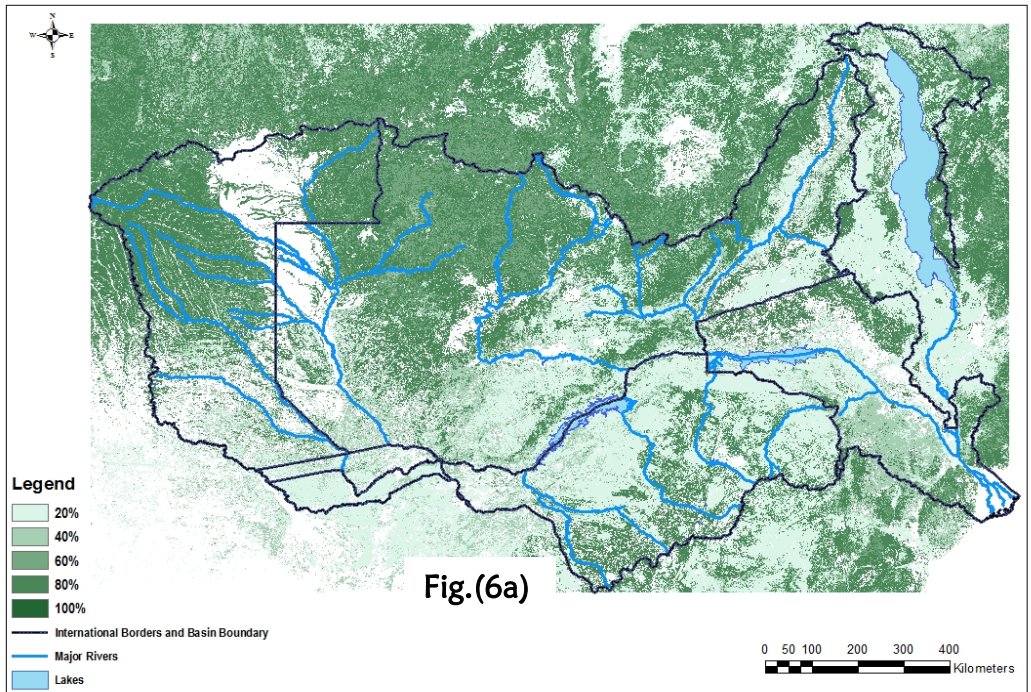 N
W E
S
Legend
20%
40%
60%
80%
100%
International Borders and Basin Boundary
Major Rivers
Lakes
Fig.(6a)
0 50 100 200 300 400
Kilometers